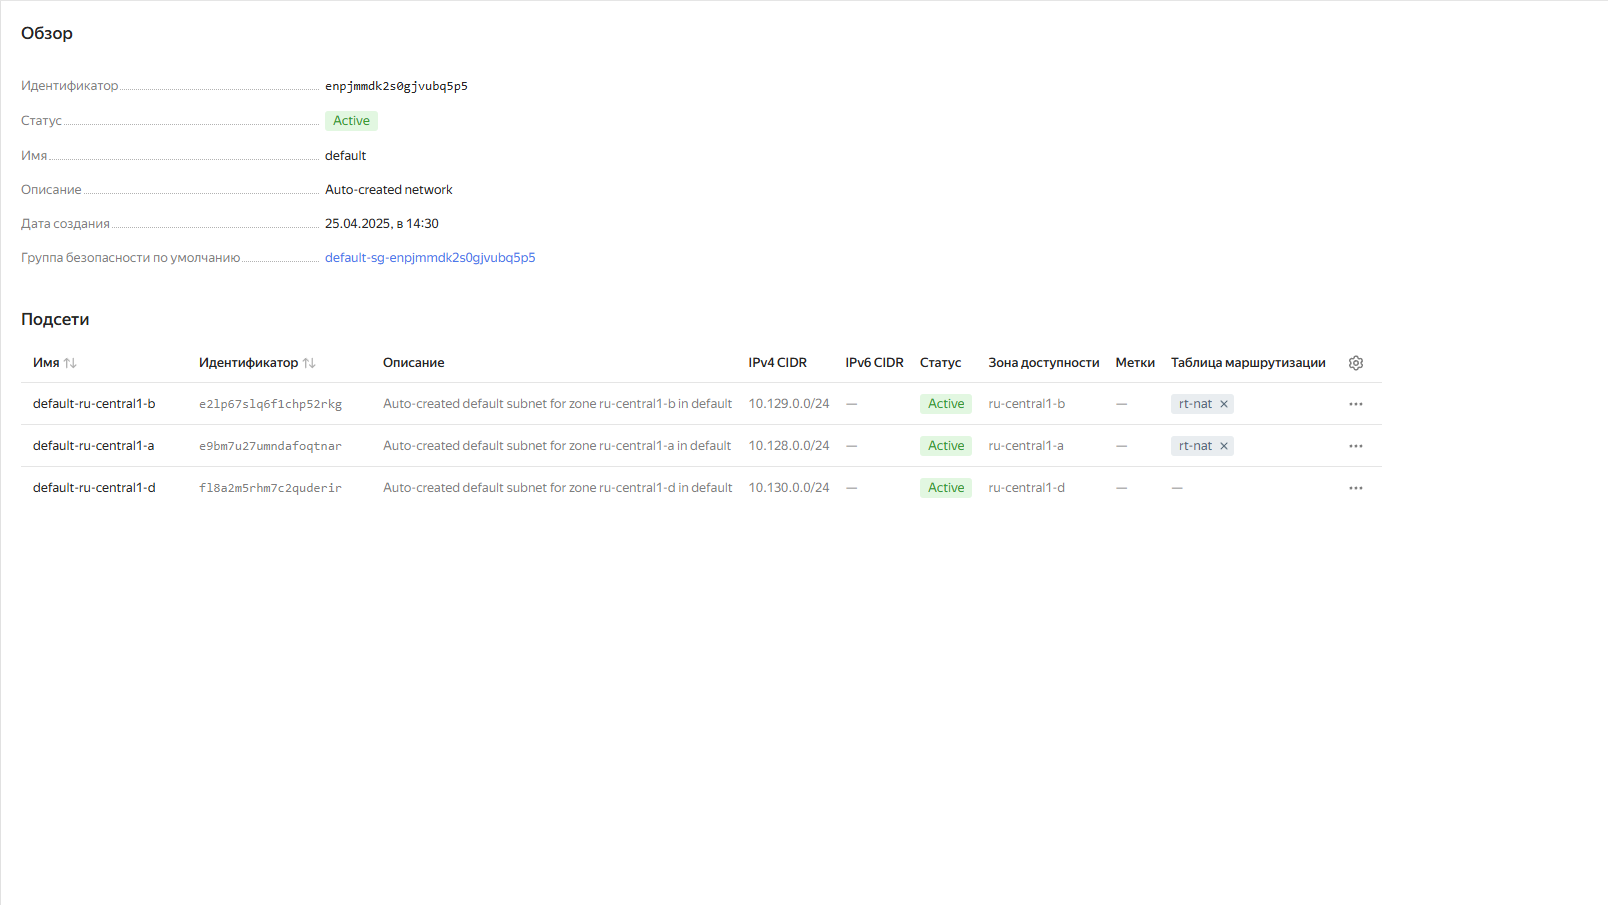 Обзор
Идентификатор enpjmmdk2s0gjvubq5p5
Статус Active
Имя default
Описание Auto-created network
Дата создания 25.04.2025, в 14:30
Группа безопасности по умолчанию default-sg-enpjmmdk2s0gjvubq5p5
Подсети
Имя Идентификатор Описание IPv4 CIDR IPv6 CIDR Статус Зона доступности Метки Таблица маршрутизации
default-ru-central1-b e2lp67slq6f1chp52rkg Auto-created default subnet for zone ru-central1-b in default 10.129.0.0/24 — Active ru-central1-b — rt-nat ×
default-ru-central1-a e9bm7u27umndafoqtnar Auto-created default subnet for zone ru-central1-a in default 10.128.0.0/24 — Active ru-central1-a — rt-nat ×
default-ru-central1-d fl8a2m5rhm7c2quderir Auto-created default subnet for zone ru-central1-d in default 10.130.0.0/24 — Active ru-central1-d — —